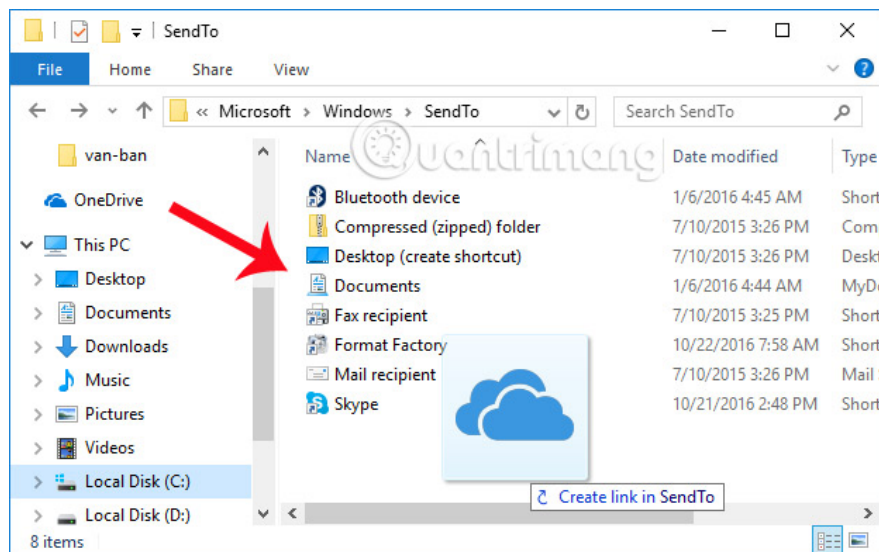 SendTo
File Home Share View
« Microsoft > Windows > SendTo Search SendTo
Name Date modified Type
Quantrimang
van-ban
OneDrive
This PC
Desktop
Documents
Downloads
Music
Pictures
Videos
Local Disk (C:)
Local Disk (D:)
Bluetooth device 1/6/2016 4:45 AM Short
Compressed (zipped) folder 7/10/2015 3:26 PM Com
Desktop (create shortcut) 7/10/2015 3:26 PM Deskt
Documents 1/6/2016 4:44 AM MyDo
Fax recipient 7/10/2015 3:25 PM Short
Format Factory 10/22/2016 7:58 AM Short
Mail recipient 7/10/2015 3:26 PM Mail
Skype 10/21/2016 2:48 PM Short
Create link in SendTo
8 items